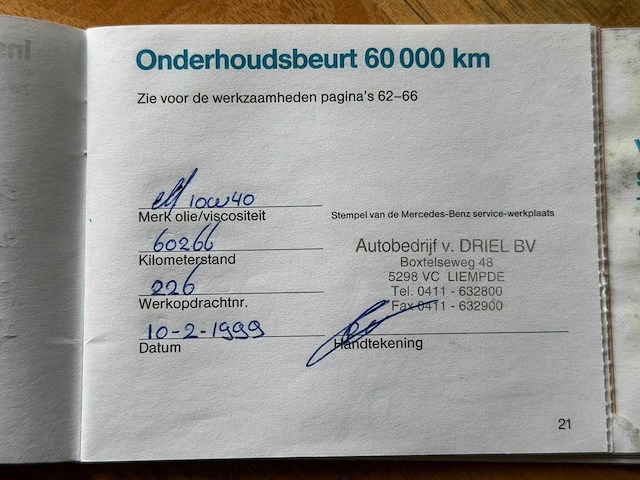 Onderhoudsbeurt 60 000 km
Zie voor de werkzaamheden pagina's 62–66
10w40
Merk olie/viscositeit
Stempel van de Mercedes-Benz service-werkplaats
60266
Kilometerstand
226
Werkopdrachtnr.
10-2-1999
Datum
Autobedrijf v. DRIEL BV
Boxtelseweg 48
5298 VC LIEMPDE
Tel. 0411 - 632800
Fax 0411 - 632900
Handtekening
21